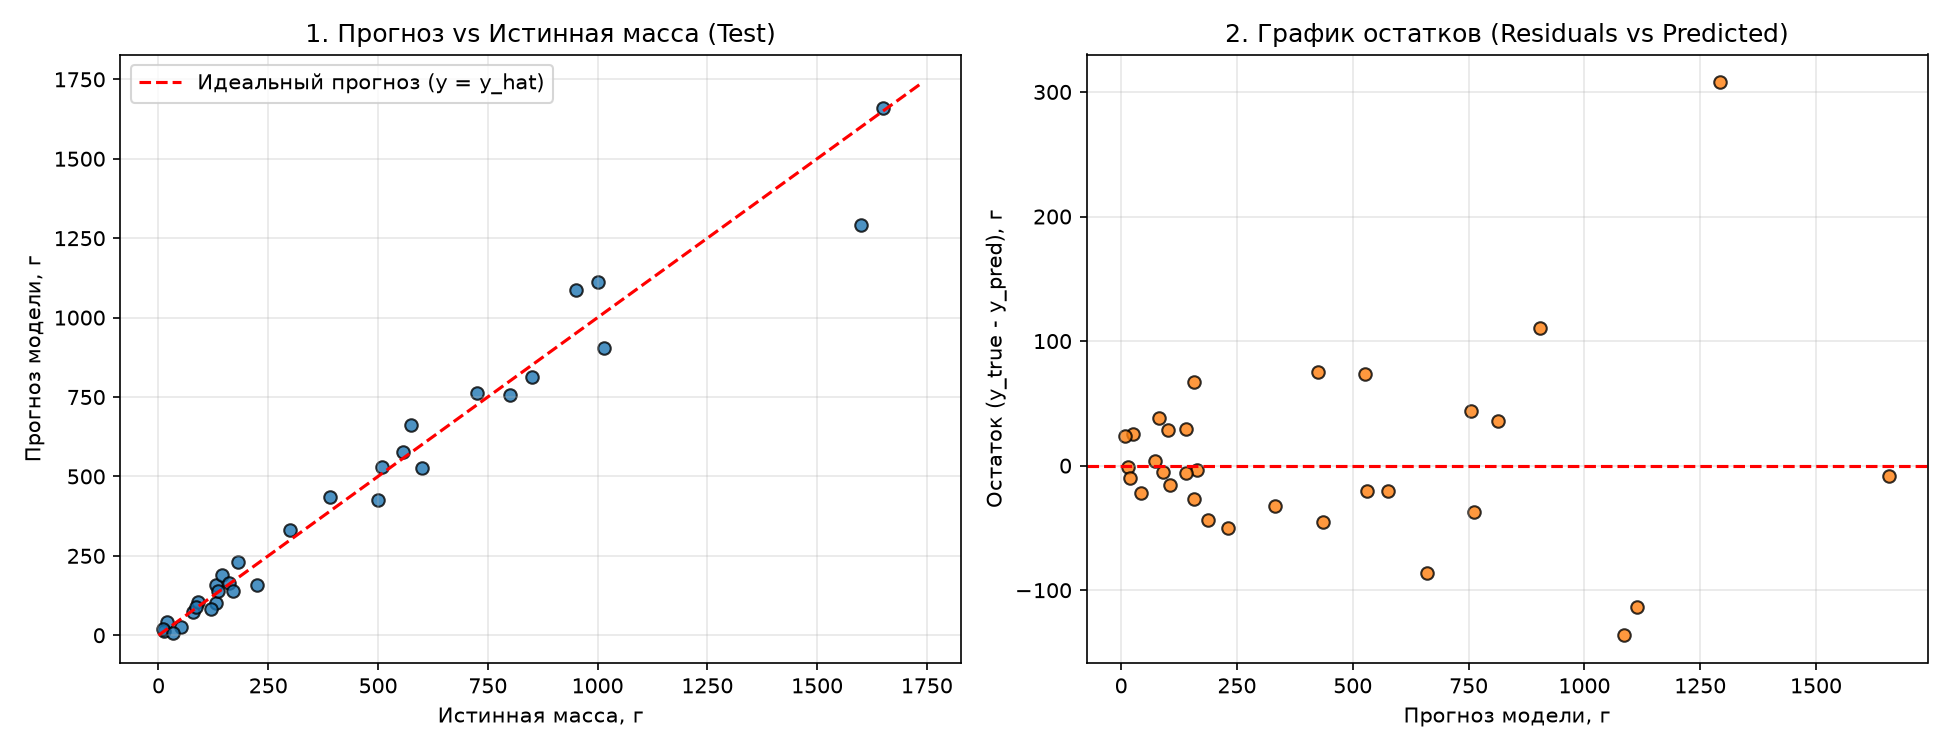 1. Прогноз vs Истинная масса (Test)
Идеальный прогноз (y = y_hat)
Прогноз модели, г
1750
1500
1250
1000
750
500
250
0
0 250 500 750 1000 1250 1500 1750
Истинная масса, г
2. График остатков (Residuals vs Predicted)
Остаток (y_true - y_pred), г
300
200
100
0
−100
0 250 500 750 1000 1250 1500
Прогноз модели, г